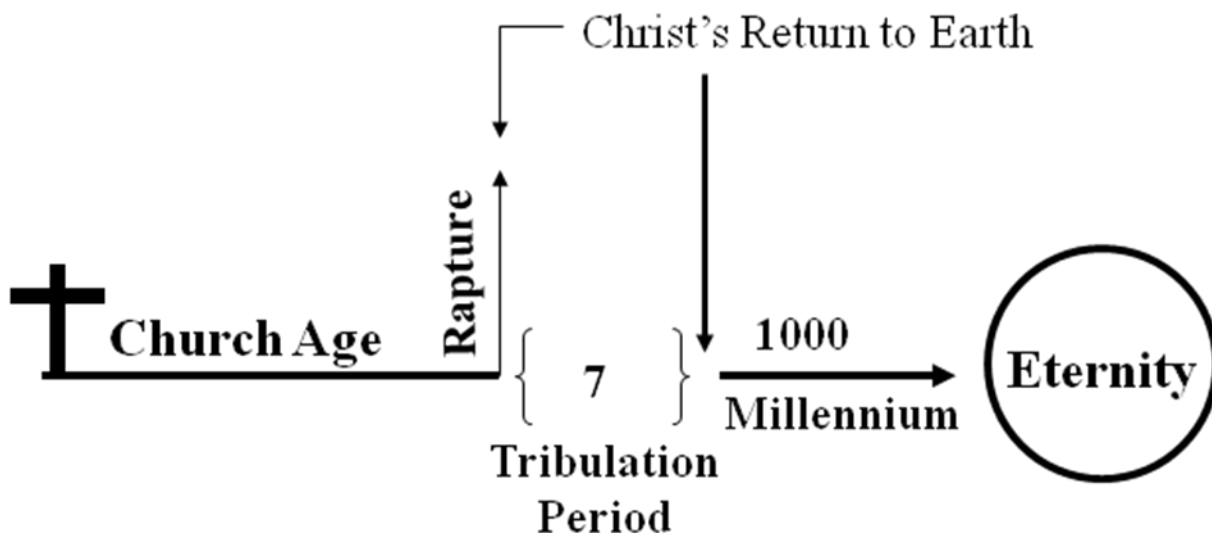 Christ's Return to Earth
Rapture
Church Age
7
Tribulation
Period
1000
Millennium
Eternity